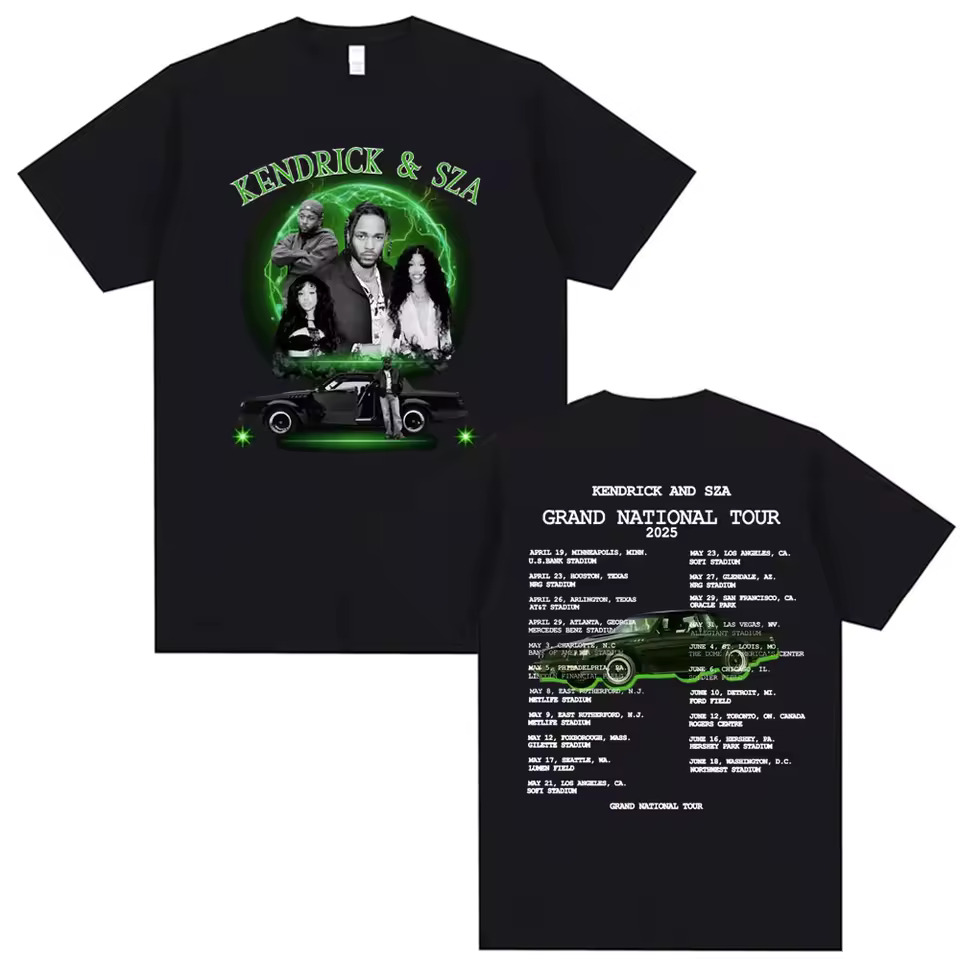 KENDRICK & SZA
KENDRICK AND SZA
GRAND NATIONAL TOUR
2025
APRIL 19, MINNEAPOLIS, MINN.
U.S.BANK STADIUM
APRIL 23, HOUSTON, TEXAS
NRG STADIUM
APRIL 26, ARLINGTON, TEXAS
AT&T STADIUM
APRIL 29, ATLANTA, GEORGIA
MERCEDES BENZ STADIUM
MAY 3, CHARLOTTE, N.C
BANK OF AMERICA STADIUM
MAY 5, PHILADELPHIA, PA.
LINCOLN FINANCIAL
MAY 8, EAST RUTHERFORD, N.J.
METLIFE STADIUM
MAY 9, EAST RUTHERFORD, N.J.
METLIFE STADIUM
MAY 12, FOXBOROUGH, MASS.
GILETTE STADIUM
MAY 17, SEATTLE, WA.
LUMEN FIELD
MAY 21, LOS ANGELES, CA.
SOFI STADIUM
MAY 23, LOS ANGELES, CA.
SOFI STADIUM
MAY 27, GLENDALE, AZ.
NRG STADIUM
MAY 29, SAN FRANCISCO, CA.
ORACLE PARK
MAY 31, LAS VEGAS, NV.
ALLEGIANT STADIUM
JUNE 4, ST. LOUIS, MO.
THE DOME AT AMERICA'S CENTER
JUNE 6, CHICAGO, IL.
SOLDIER FIELD
JUNE 10, DETROIT, MI.
FORD FIELD
JUNE 12, TORONTO, ON. CANADA
ROGERS CENTRE
JUNE 16, HERSHEY, PA.
HERSHEY PARK STADIUM
JUNE 18, WASHINGTON, D.C.
NORTHWEST STADIUM
GRAND NATIONAL TOUR